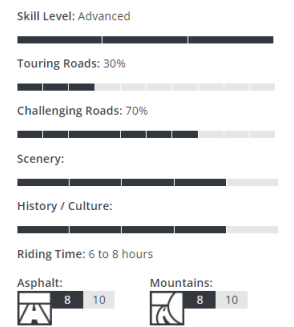 Skill Level: Advanced
Touring Roads: 30%
Challenging Roads: 70%
Scenery:
History / Culture:
Riding Time: 6 to 8 hours
Asphalt: Mountains:
8 10 8 10